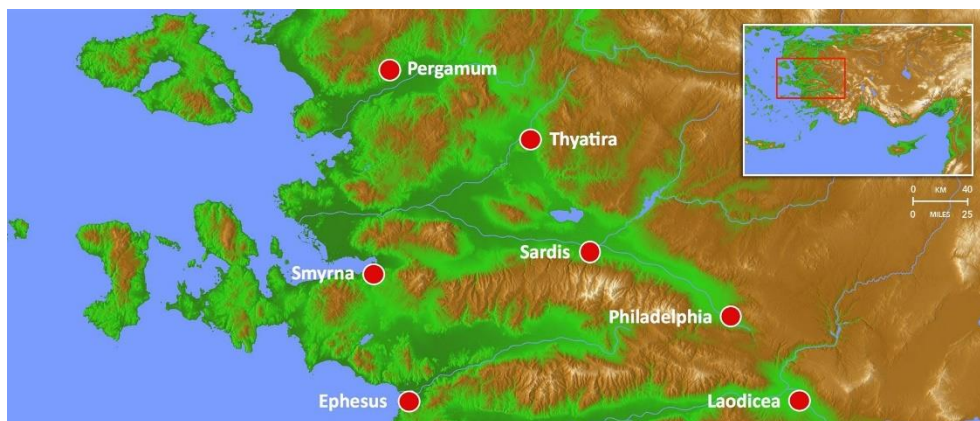 Pergamum
Thyatira
0 KM 40
0 MILES 25
Sardis
Smyrna
Philadelphia
Ephesus
Laodicea